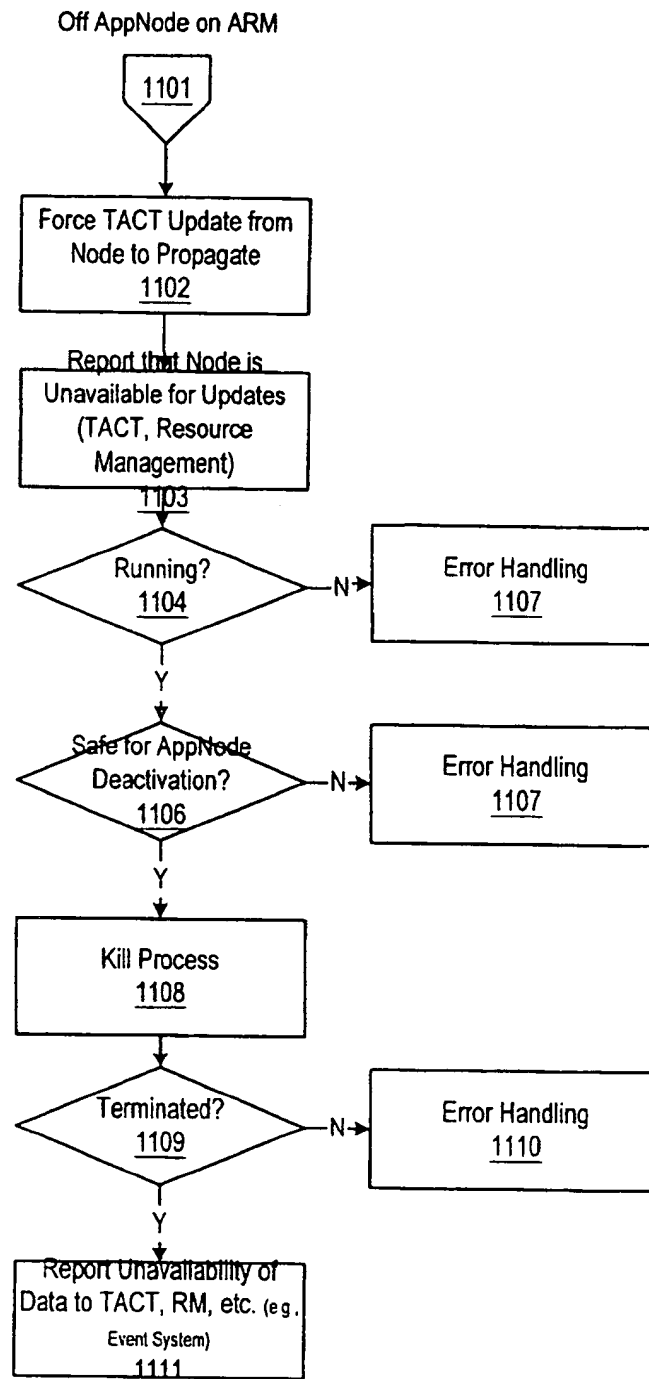 Off AppNode on ARM
1101
Force TACT Update from
Node to Propagate
1102
Report that Node is
Unavailable for Updates
(TACT, Resource
Management)
1103
Running?
1104
N
Error Handling
1107
Y
Safe for AppNode
Deactivation?
1106
N
Error Handling
1107
Y
Kill Process
1108
Terminated?
1109
N
Error Handling
1110
Y
Report Unavailability of
Data to TACT, RM, etc. (eg,
Event System)
1111